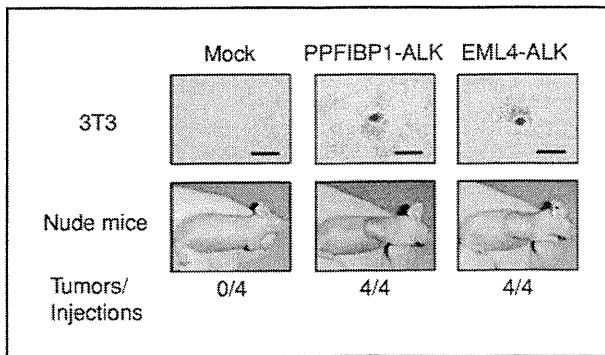 Mock PPFIBP1-ALK EML4-ALK
3T3
Nude mice
Tumors/ 0/4 4/4 4/4
Injections